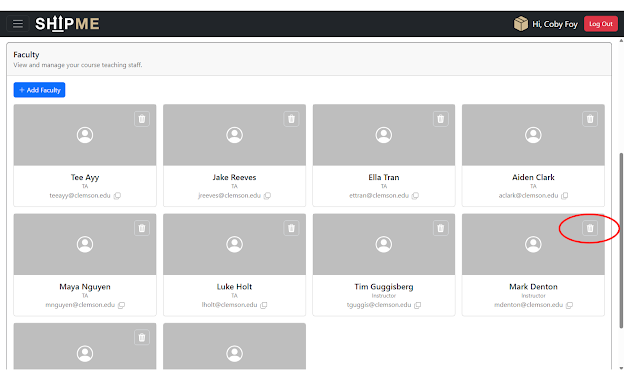 SHIPME
Hi, Coby Foy
Log Out
Faculty
View and manage your course teaching staff.
+ Add Faculty
Tee Ayy
TA
teeayy@clemson.edu
Jake Reeves
TA
jreeves@clemson.edu
Ella Tran
TA
ettran@clemson.edu
Aiden Clark
TA
aclark@clemson.edu
Maya Nguyen
TA
mnguyen@clemson.edu
Luke Holt
TA
lholt@clemson.edu
Tim Guggisberg
Instructor
tguggis@clemson.edu
Mark Denton
Instructor
mdenton@clemson.edu